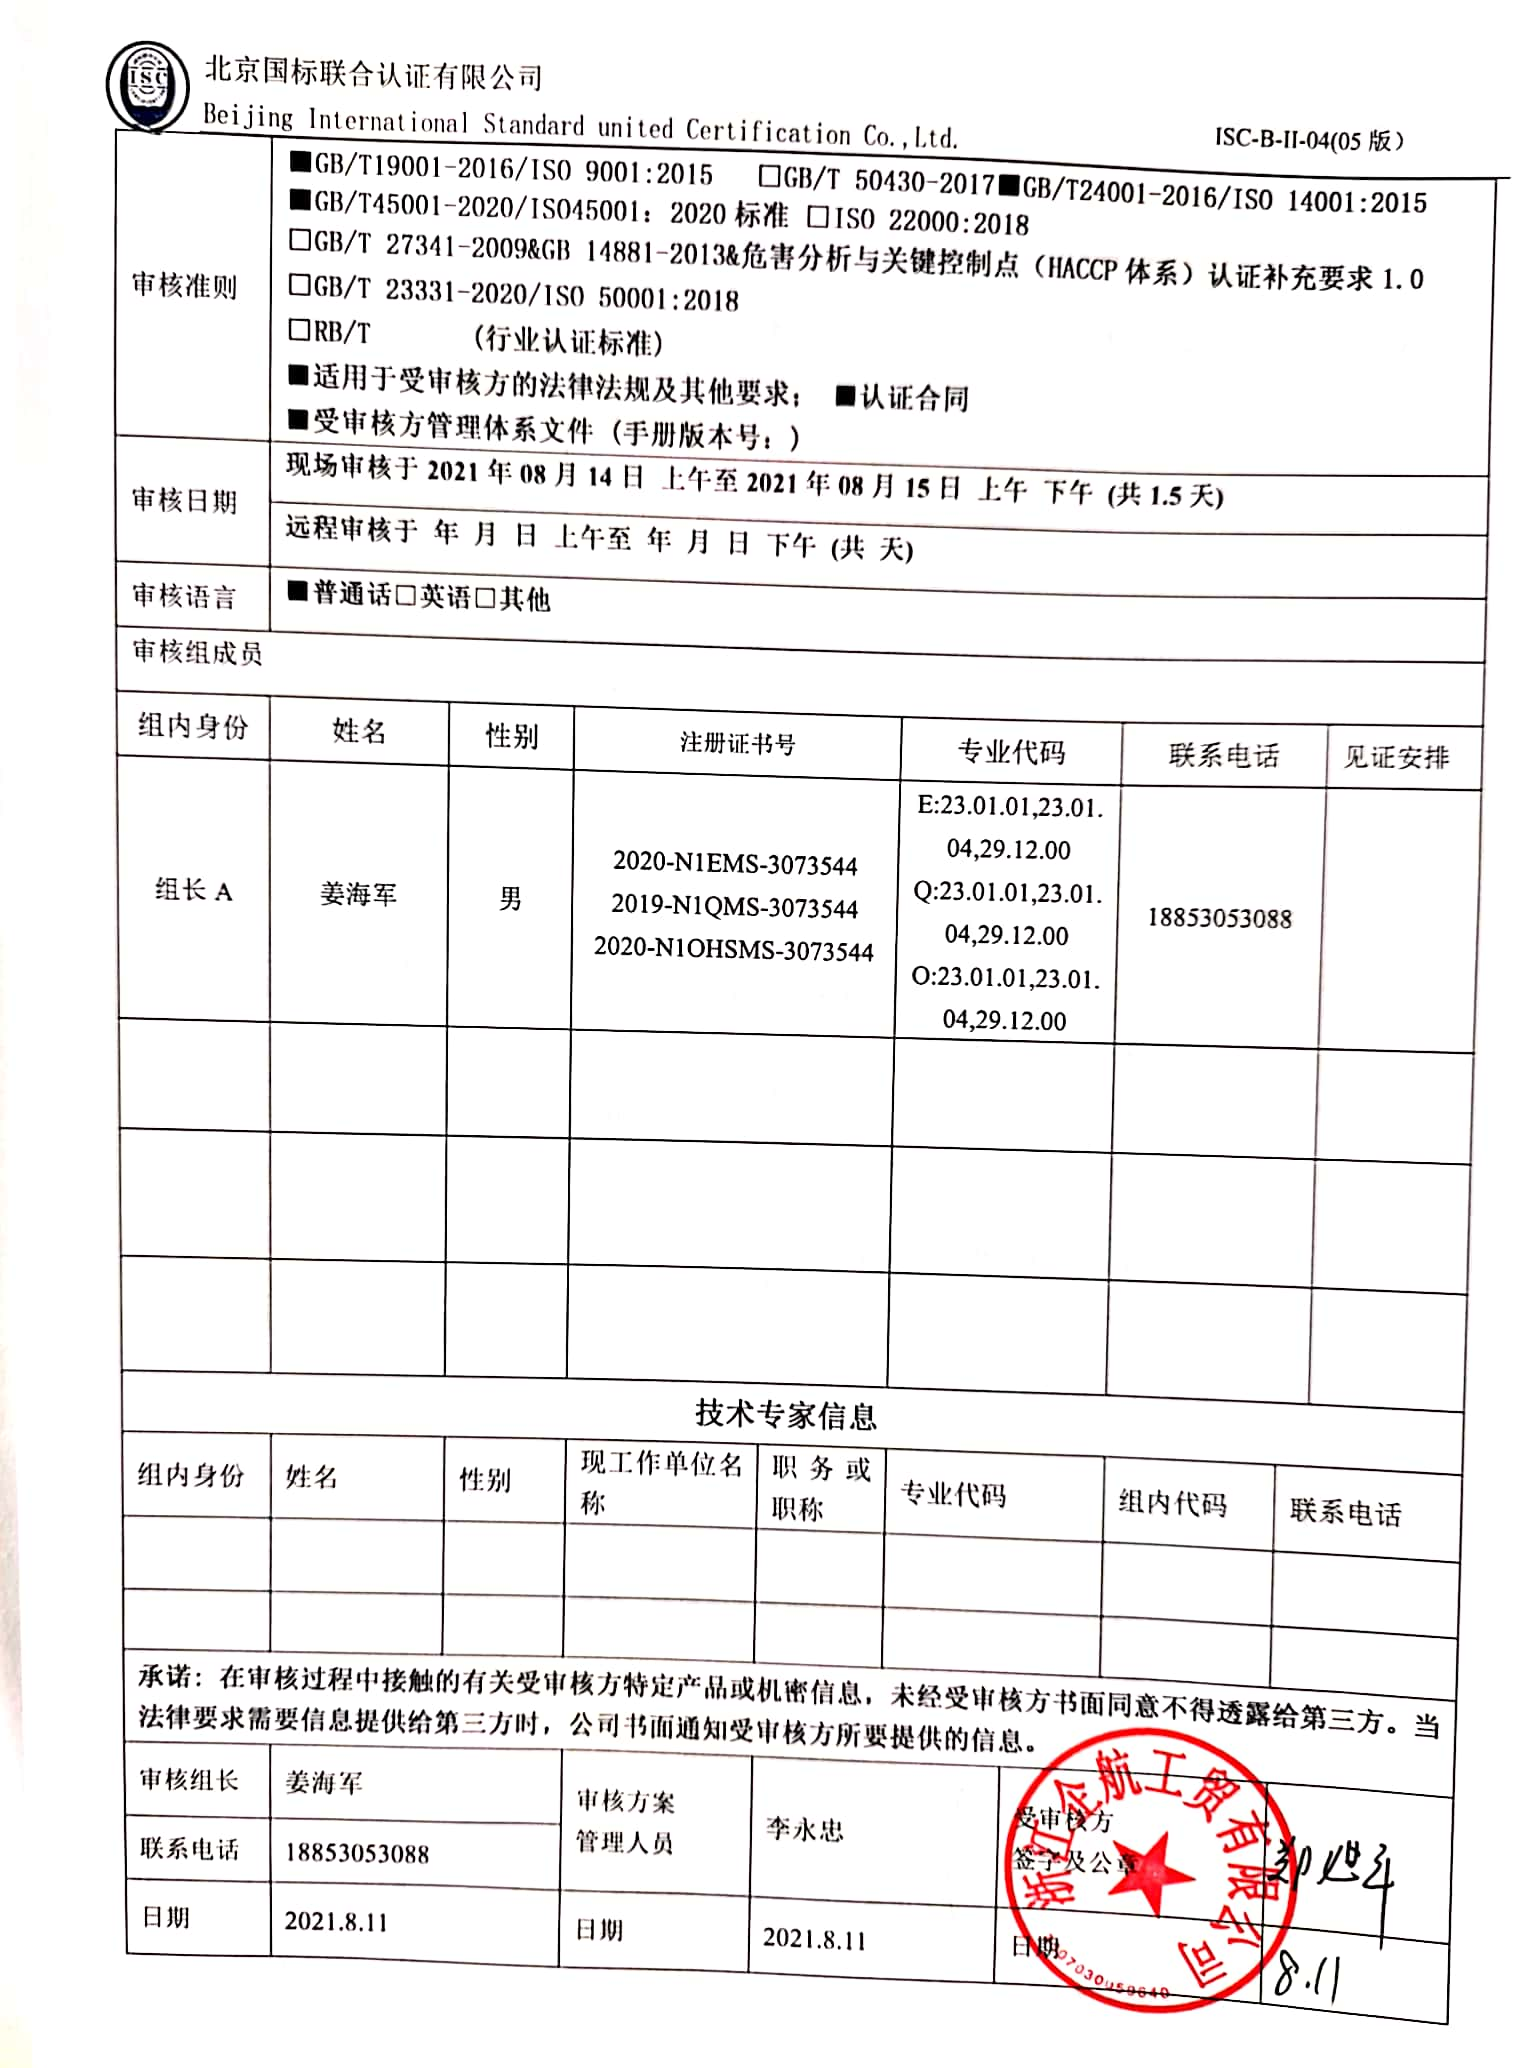 ISC
北京国标联合认证有限公司
Beijing International Standard united Certification Co.,Ltd.
ISC-B-II-04(05 版)
审核准则
■GB/T19001-2016/ISO 9001:2015 □GB/T 50430-2017■GB/T24001-2016/ISO 14001:2015
■GB/T45001-2020/ISO45001：2020 标准 □ISO 22000:2018
□GB/T 27341-2009&GB 14881-2013&危害分析与关键控制点（HACCP 体系）认证补充要求 1.0
□GB/T 23331-2020/ISO 50001:2018
□RB/T （行业认证标准）
■适用于受审核方的法律法规及其他要求； ■认证合同
■受审核方管理体系文件（手册版本号：）
审核日期
现场审核于 2021 年 08 月 14 日 上午至 2021 年 08 月 15 日 上午 下午 (共 1.5 天)
远程审核于 年 月 日 上午至 年 月 日 下午 (共 天)
审核语言
■普通话□英语□其他
审核组成员
组内身份 姓名 性别 注册证书号 专业代码 联系电话 见证安排
组长 A 姜海军 男
2020-N1EMS-3073544
2019-N1QMS-3073544
2020-N1OHSMS-3073544
E:23.01.01,23.01.
04,29.12.00
Q:23.01.01,23.01.
04,29.12.00
O:23.01.01,23.01.
04,29.12.00
18853053088
技术专家信息
组内身份 姓名 性别 现工作单位名
称
职 务 或
职称
专业代码 组内代码 联系电话
承诺：在审核过程中接触的有关受审核方特定产品或机密信息，未经受审核方书面同意不得透露给第三方。当
法律要求需要信息提供给第三方时，公司书面通知受审核方所要提供的信息。
审核组长 姜海军
审核方案
管理人员
李永忠
受审核方
签字及公章
联系电话 18853053088
日期 2021.8.11 日期 2021.8.11 日期 8.11
浙江企航工贸有限公司